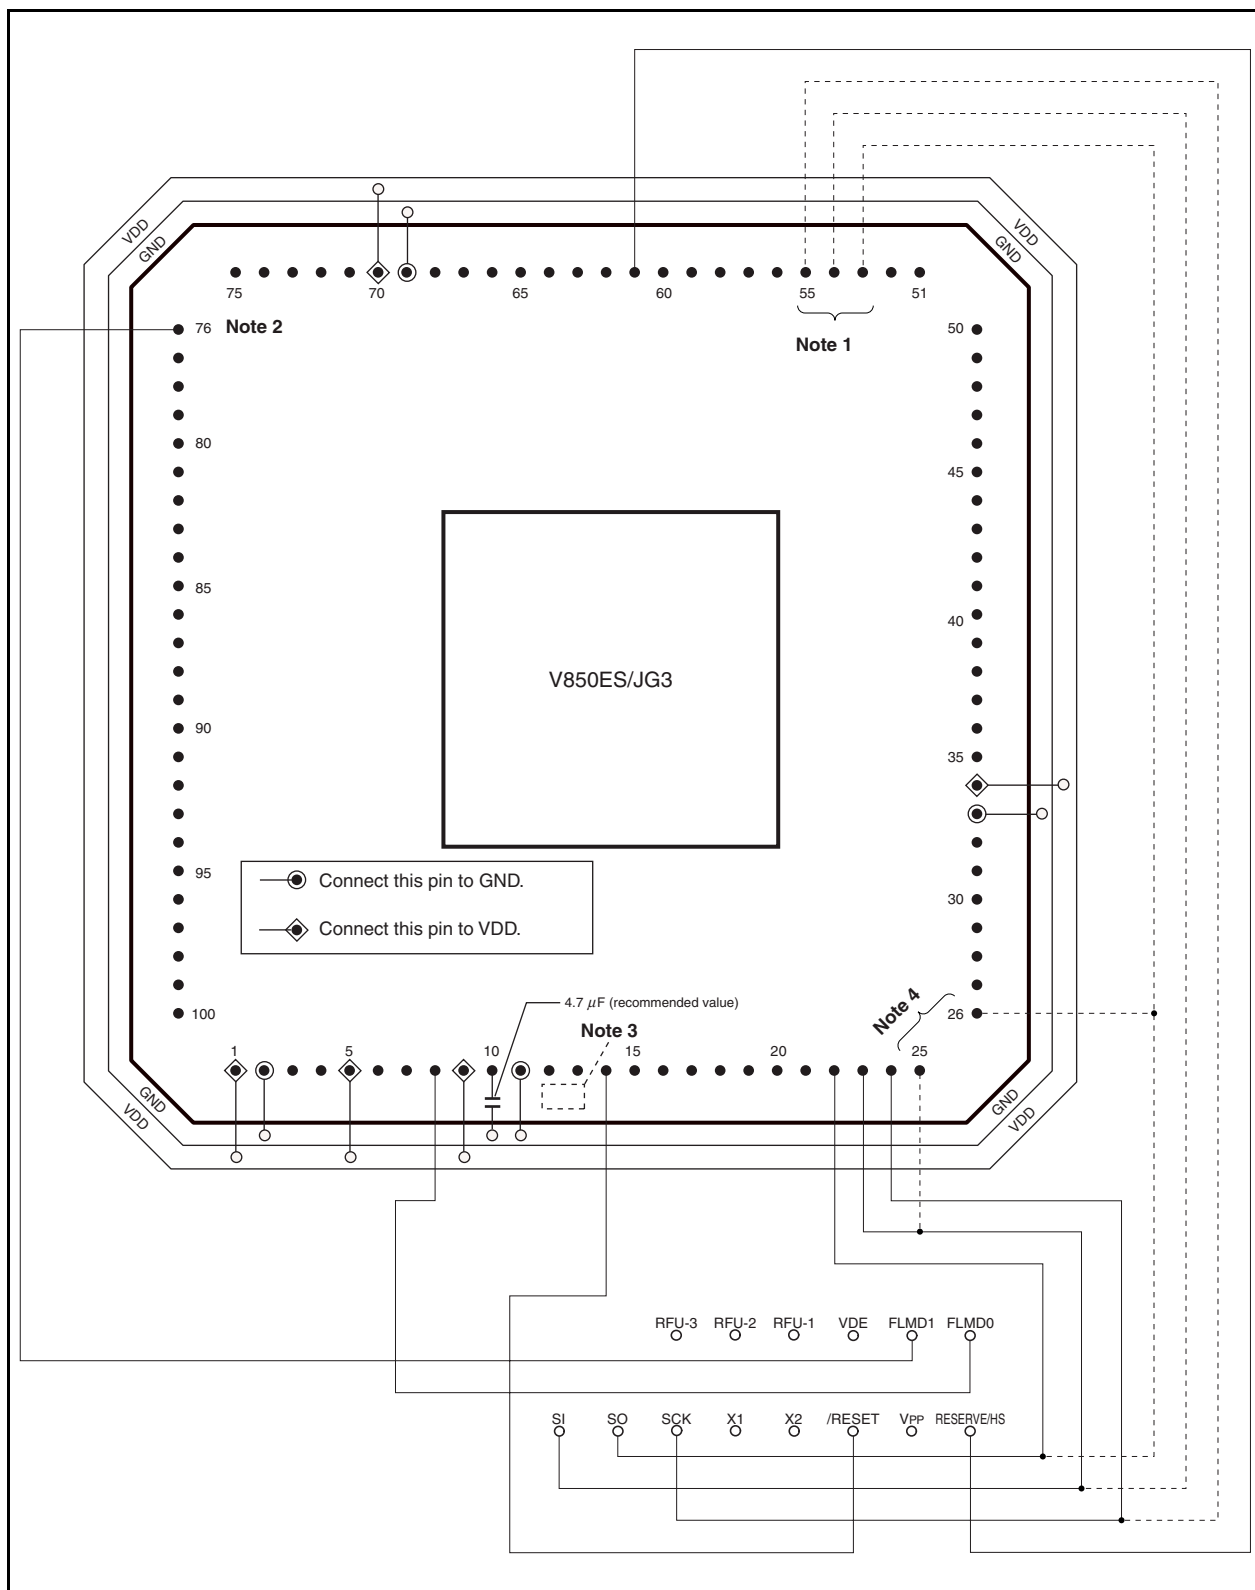 VDD
GND
VDD
GND
75 70 65 60 55 51
76 Note 2
Note 1
50
80
45
85
40
V850ES/JG3
90
35
95
Connect this pin to GND.
30
Connect this pin to VDD.
4.7 μF (recommended value)
100
Note 3
Note 4
26
1 5 10 15 20 25
GND
VDD
GND
VDD
RFU-3 RFU-2 RFU-1 VDE FLMD1 FLMD0
SI SO SCK X1 X2 /RESET VPP RESERVE/HS